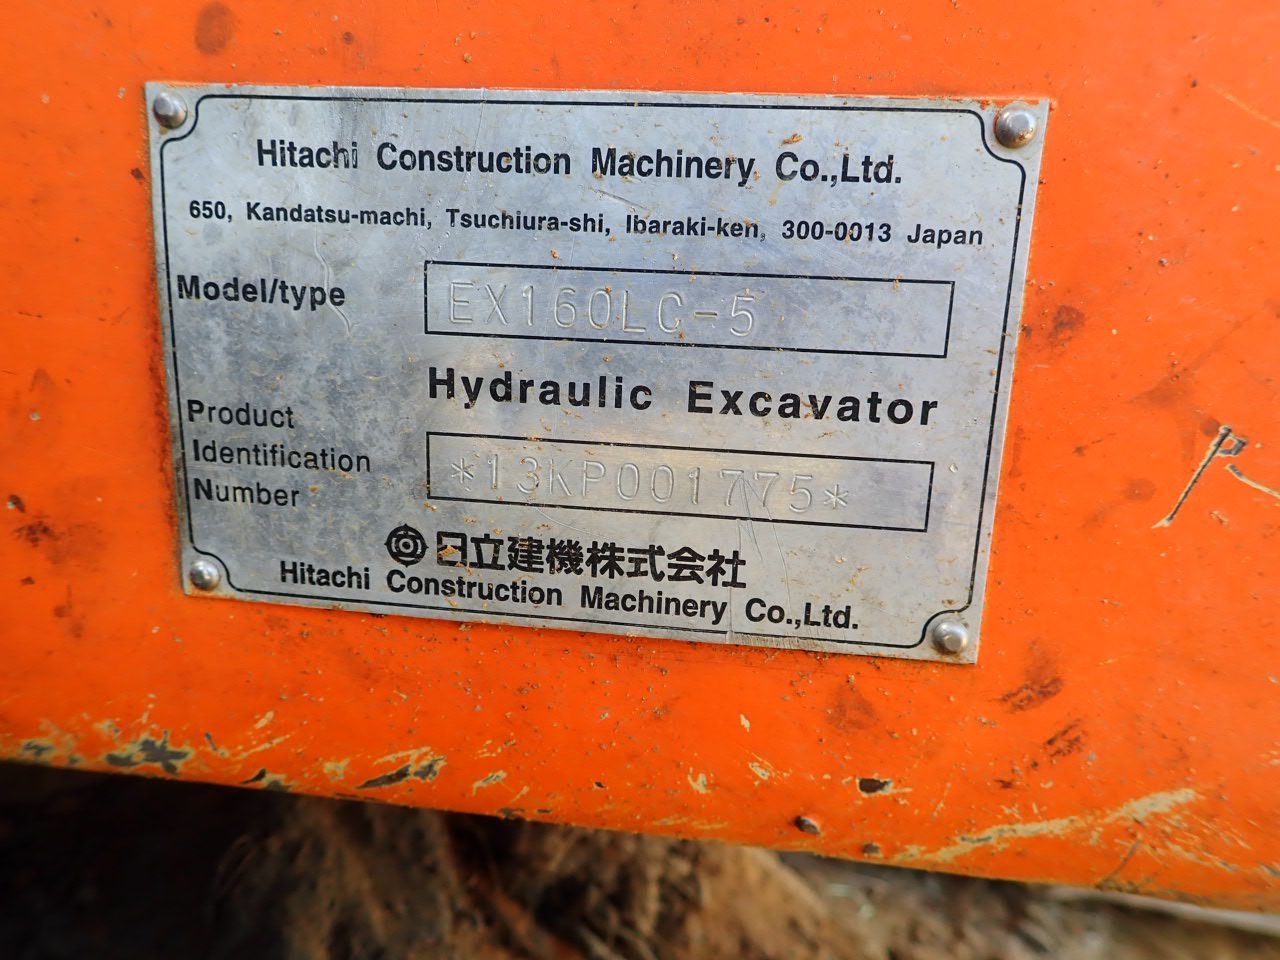 Hitachi Construction Machinery Co.,Ltd.
650, Kandatsu-machi, Tsuchiura-shi, Ibaraki-ken, 300-0013 Japan
Model/type EX160LC-5
Hydraulic Excavator
Product
Identification
Number
*13KP001775*
日立建機株式会社
Hitachi Construction Machinery Co.,Ltd.